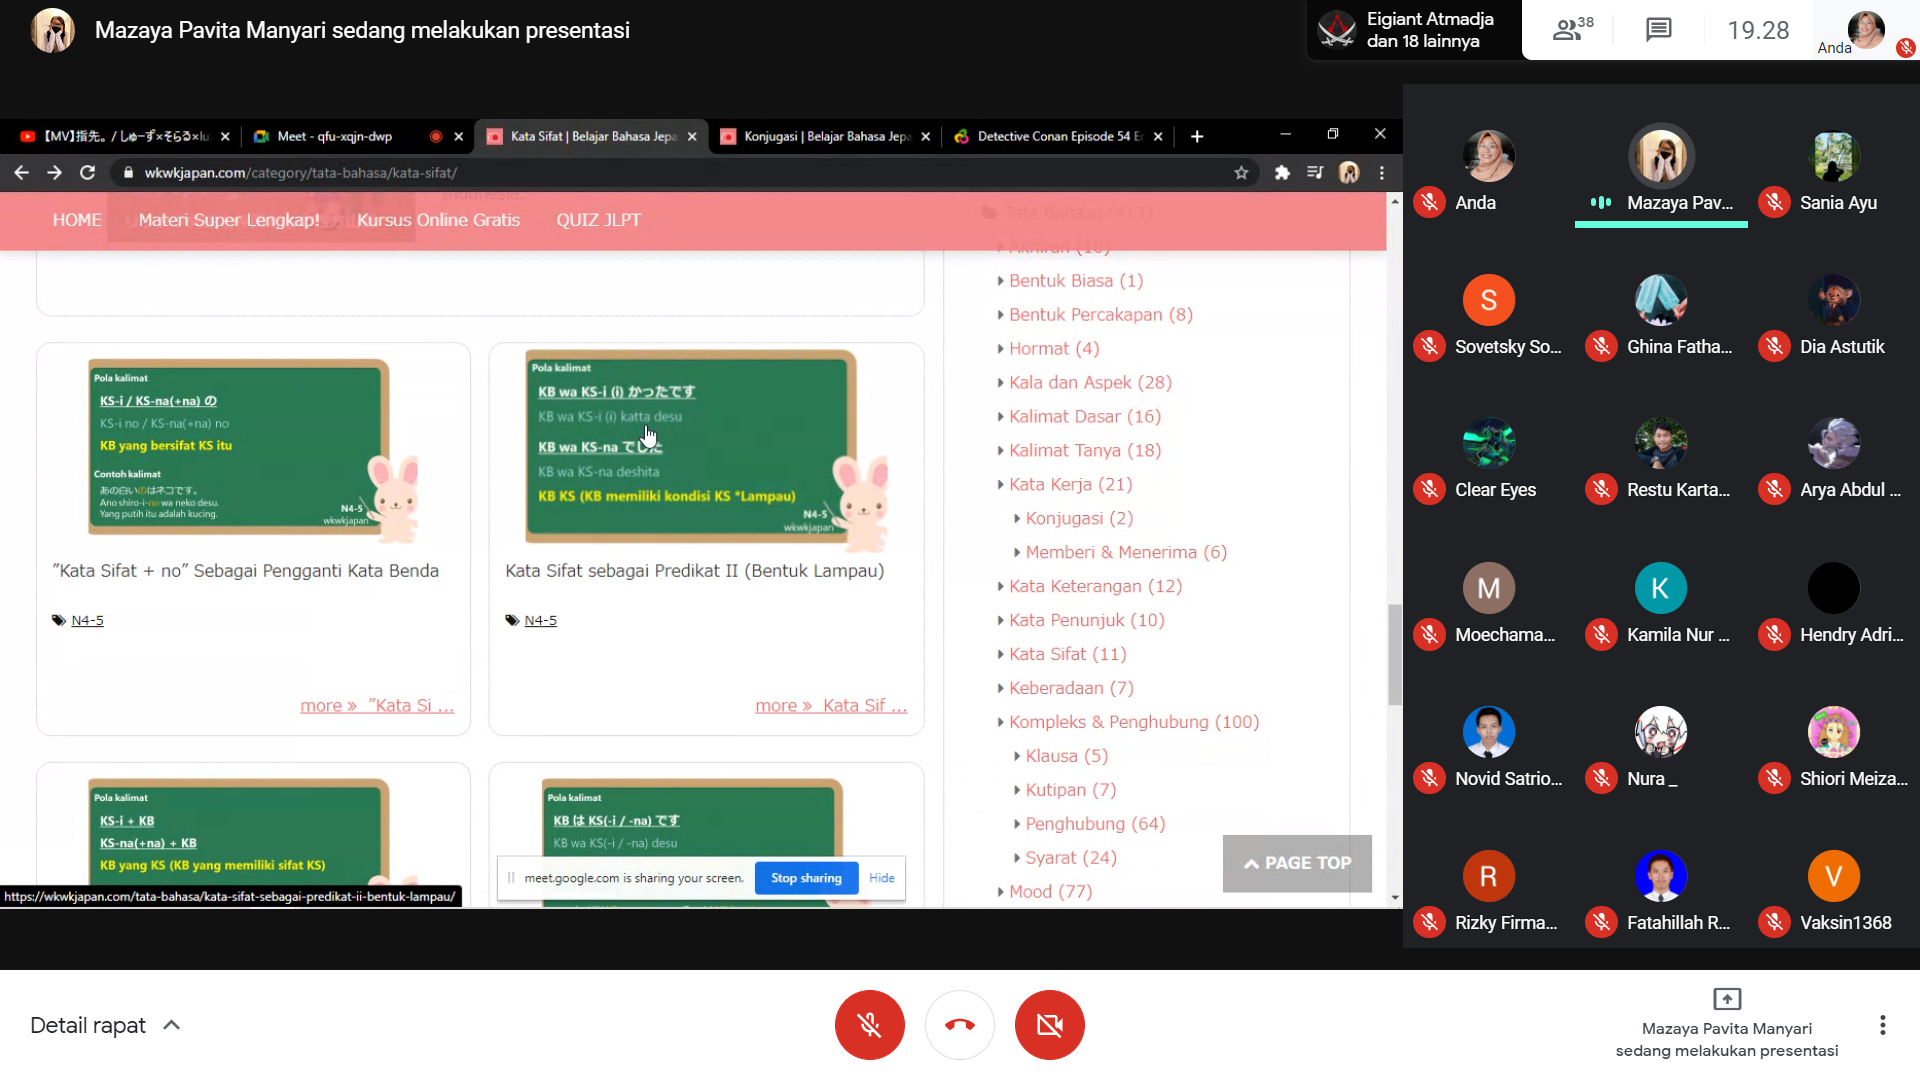 Mazaya Pavita Manyari sedang melakukan presentasi
Eigiant Atmadja
dan 18 lainnya
38
19.28
Anda
【MV】指先。/ しゅーず×そらる×lu
Meet - qfu-xqjn-dwp
Kata Sifat | Belajar Bahasa Jepa
Konjugasi | Belajar Bahasa Jepa
Detective Conan Episode 54 E
wkwkjapan.com/category/tata-bahasa/kata-sifat/
HOME
Materi Super Lengkap!
Kursus Online Gratis
QUIZ JLPT
Tata Bahasa (413)
Akhiran (10)
Bentuk Biasa (1)
Bentuk Percakapan (8)
Hormat (4)
Kala dan Aspek (28)
Kalimat Dasar (16)
Kalimat Tanya (18)
Kata Kerja (21)
Konjugasi (2)
Memberi & Menerima (6)
Kata Keterangan (12)
Kata Penunjuk (10)
Kata Sifat (11)
Keberadaan (7)
Kompleks & Penghubung (100)
Klausa (5)
Kutipan (7)
Penghubung (64)
Syarat (24)
Mood (77)
PAGE TOP
Pola kalimat
KS-i / KS-na(+na) の
KS-i no / KS-na(+na) no
KB yang bersifat KS itu
Contoh kalimat
あの白いのはネコです。
Ano shiro-i-no wa neko desu.
Yang putih itu adalah kucing.
N4-5
wkwkjapan
"Kata Sifat + no" Sebagai Pengganti Kata Benda
N4-5
more » "Kata Si ...
Pola kalimat
KB wa KS-i (i) かったです
KB wa KS-i (i) katta desu
KB wa KS-na でした
KB wa KS-na deshita
KB KS (KB memiliki kondisi KS *Lampau)
N4-5
wkwkjapan
Kata Sifat sebagai Predikat II (Bentuk Lampau)
N4-5
more » Kata Sif ...
Pola kalimat
KS-i + KB
KS-na(+na) + KB
KB yang KS (KB yang memiliki sifat KS)
Pola kalimat
KB は KS(-i / -na) です
KB wa KS(-i / -na) desu
meet.google.com is sharing your screen.
Stop sharing
Hide
https://wkwkjapan.com/tata-bahasa/kata-sifat-sebagai-predikat-ii-bentuk-lampau/
Anda
Mazaya Pav...
Sania Ayu
S
Sovetsky So...
Ghina Fatha...
Dia Astutik
Clear Eyes
Restu Karta...
Arya Abdul ...
M
Moechama...
K
Kamila Nur ...
Hendry Adri...
Novid Satrio...
Nura _
Shiori Meiza...
R
Rizky Firma...
Fatahillah R...
V
Vaksin1368
Detail rapat
Mazaya Pavita Manyari
sedang melakukan presentasi